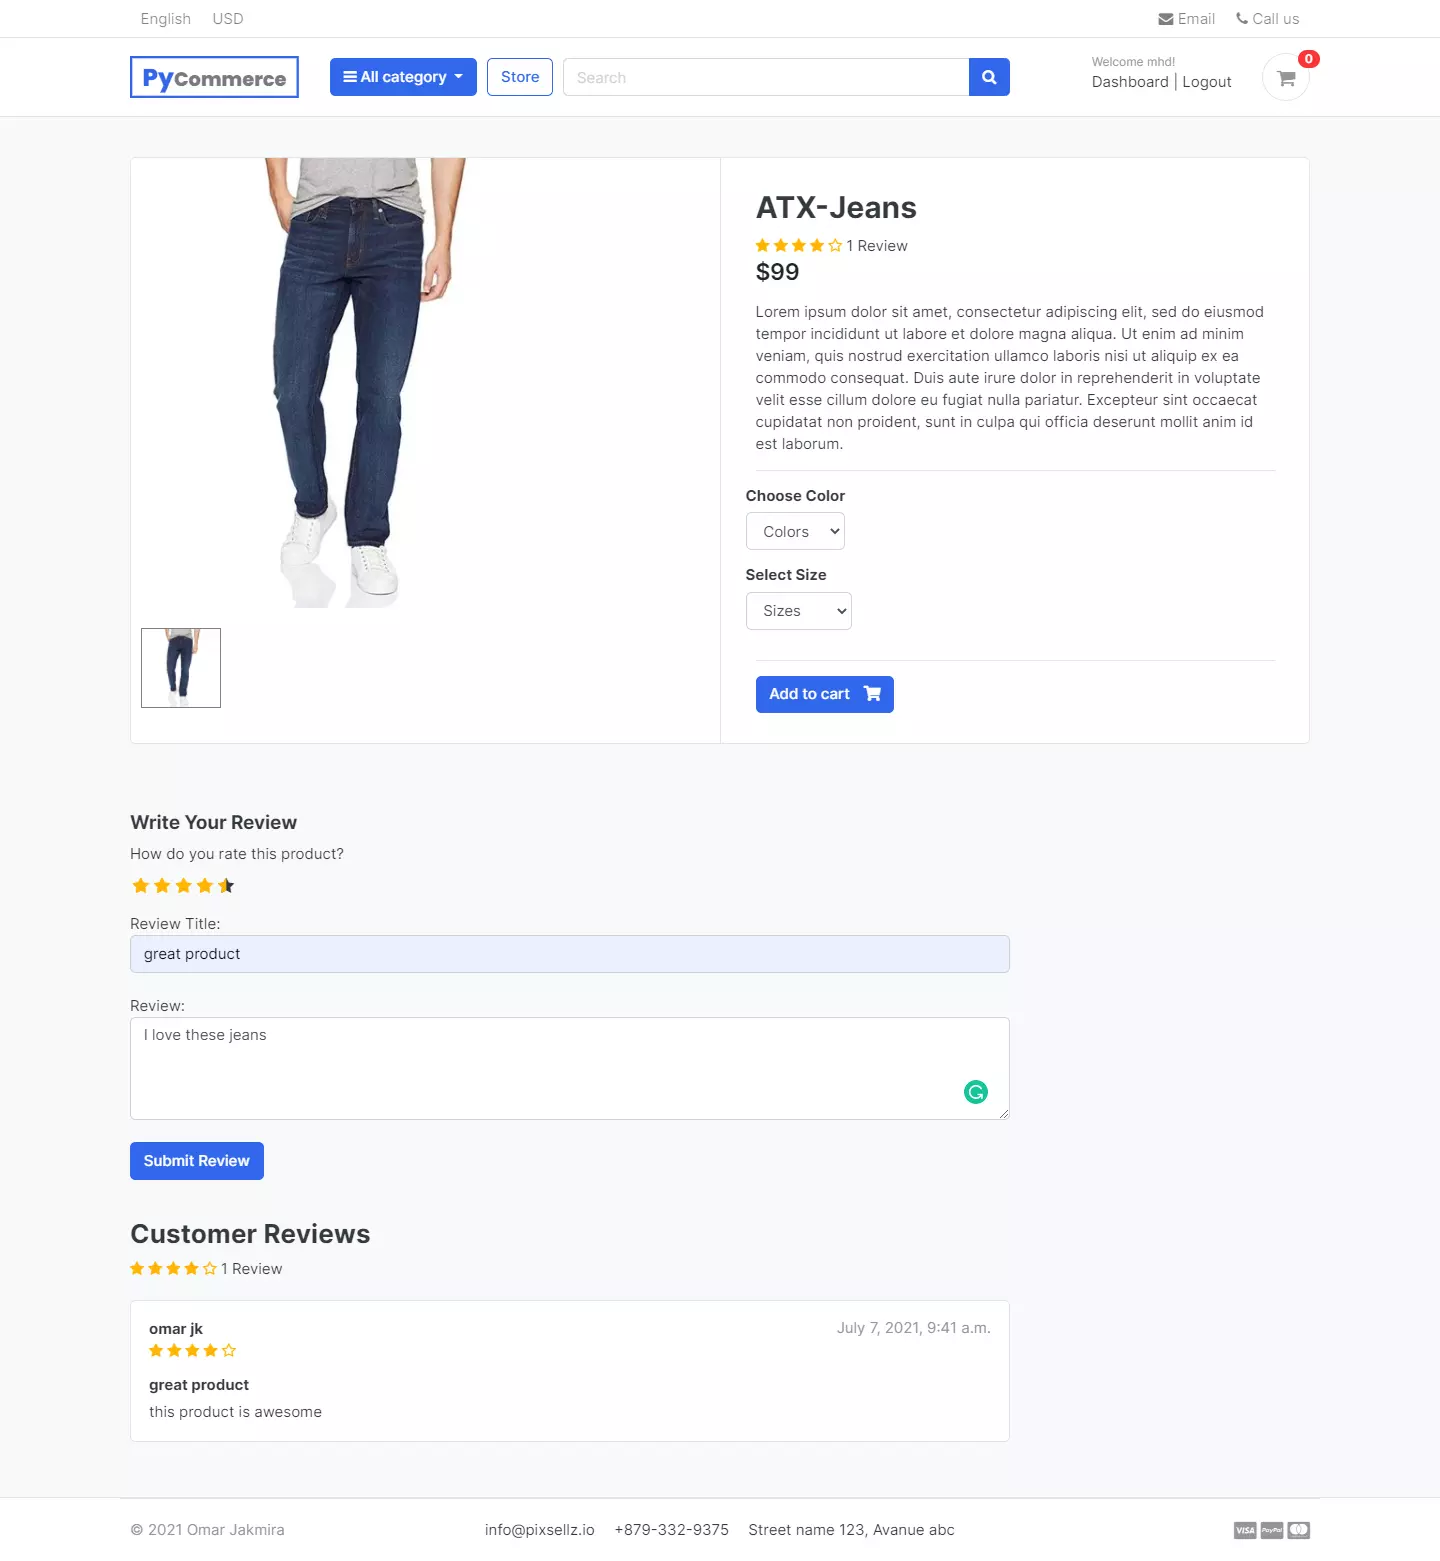 English USD Email Call us
PyCommerce All category Store Search Welcome mhd! 0
Dashboard | Logout
ATX-Jeans
1 Review
$99
Lorem ipsum dolor sit amet, consectetur adipiscing elit, sed do eiusmod
tempor incididunt ut labore et dolore magna aliqua. Ut enim ad minim
veniam, quis nostrud exercitation ullamco laboris nisi ut aliquip ex ea
commodo consequat. Duis aute irure dolor in reprehenderit in voluptate
velit esse cillum dolore eu fugiat nulla pariatur. Excepteur sint occaecat
cupidatat non proident, sunt in culpa qui officia deserunt mollit anim id
est laborum.
Choose Color
Colors
Select Size
Sizes
Add to cart
Write Your Review
How do you rate this product?
Review Title:
great product
Review:
I love these jeans
Submit Review
Customer Reviews
1 Review
omar jk July 7, 2021, 9:41 a.m.
great product
this product is awesome
© 2021 Omar Jakmira info@pixsellz.io +879-332-9375 Street name 123, Avanue abc VISA PayPal